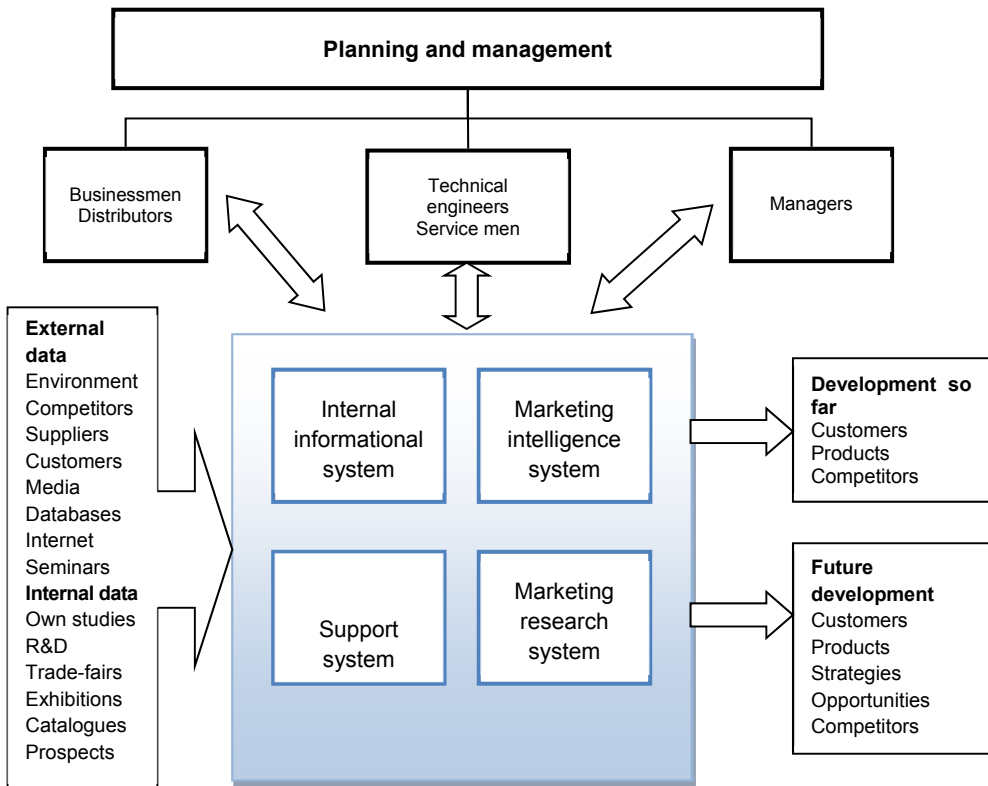 Planning and management
Businessmen
Distributors
Technical
engineers
Service men
Managers
External
data
Environment
Competitors
Suppliers
Customers
Media
Databases
Internet
Seminars
Internal data
Own studies
R&D
Trade-fairs
Exhibitions
Catalogues
Prospects
Internal
informational
system
Marketing
intelligence
system
Support
system
Marketing
research
system
Development so
far
Customers
Products
Competitors
Future
development
Customers
Products
Strategies
Opportunities
Competitors